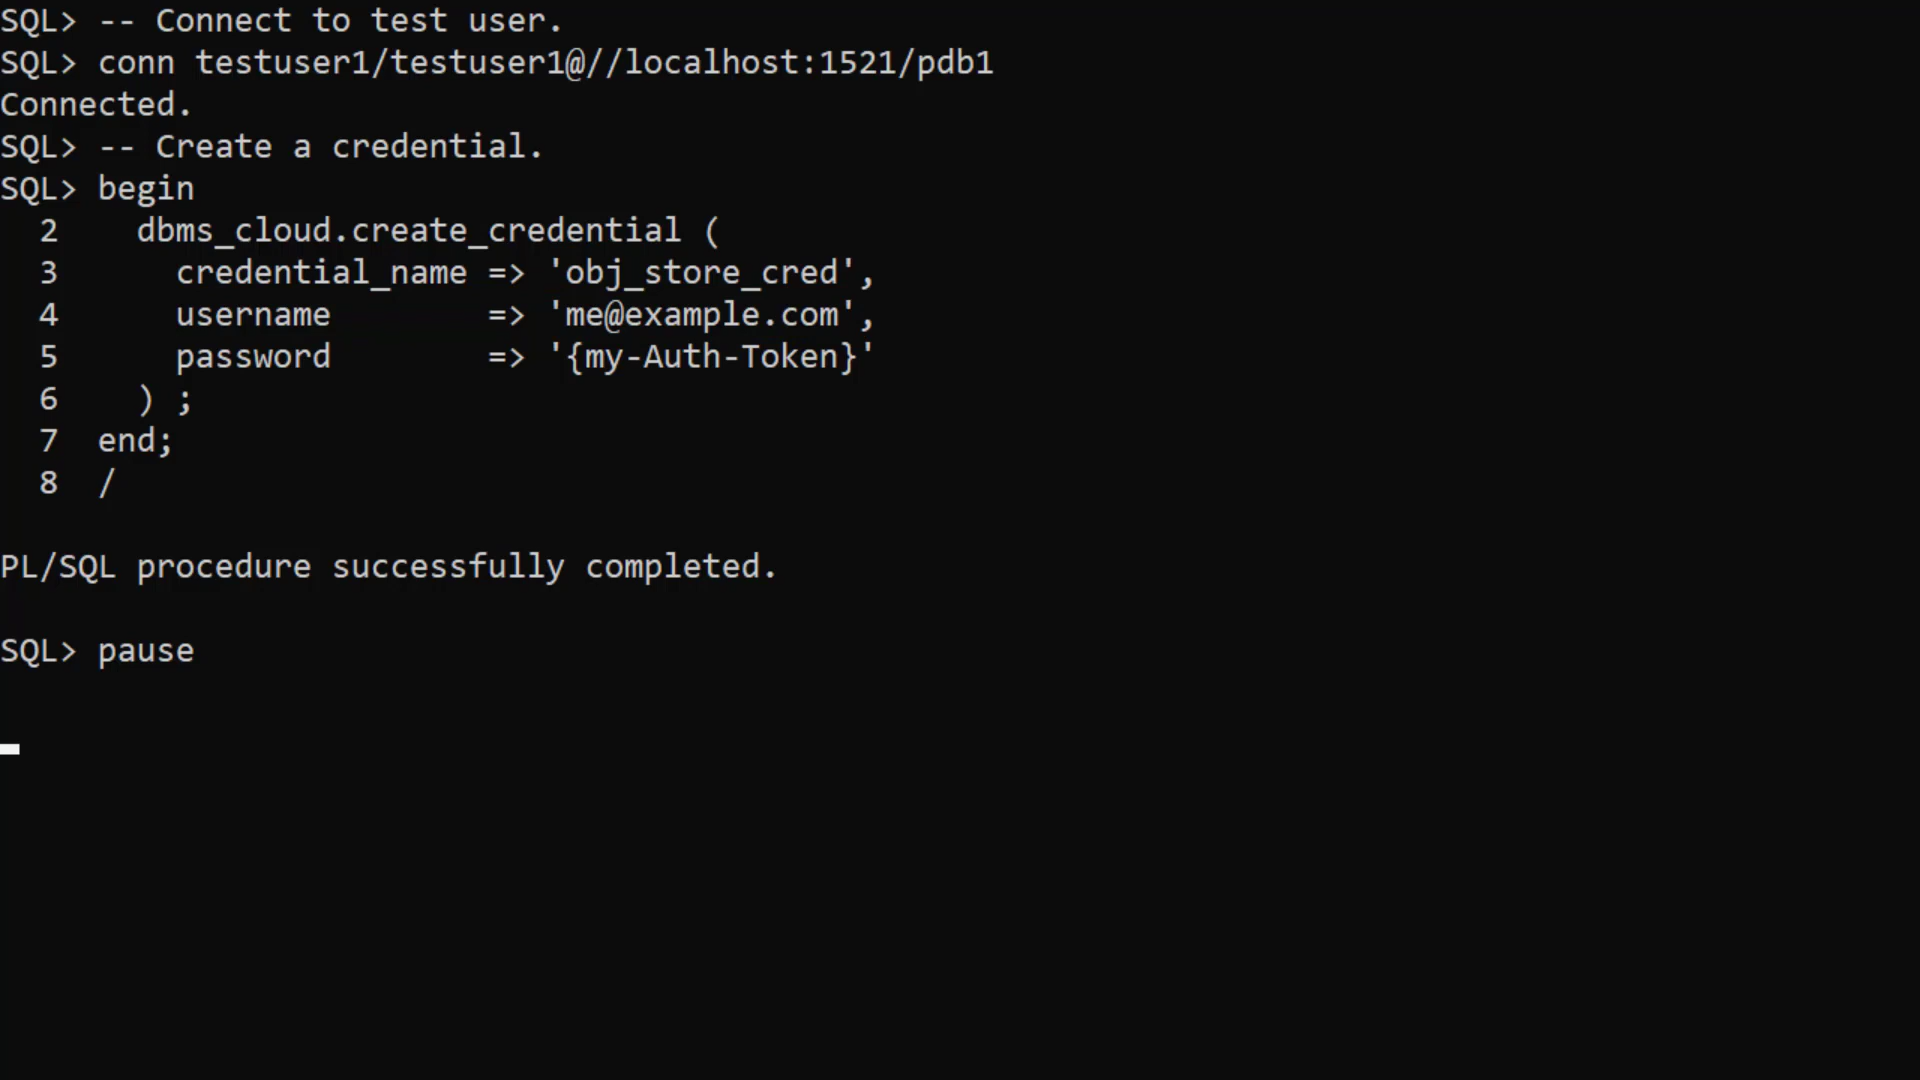 SQL> -- Connect to test user.
SQL> conn testuser1/testuser1@//localhost:1521/pdb1
Connected.
SQL> -- Create a credential.
SQL> begin
  2    dbms_cloud.create_credential (
  3      credential_name => 'obj_store_cred',
  4      username        => 'me@example.com',
  5      password        => '{my-Auth-Token}'
  6    ) ;
  7  end;
  8  /
PL/SQL procedure successfully completed.
SQL> pause